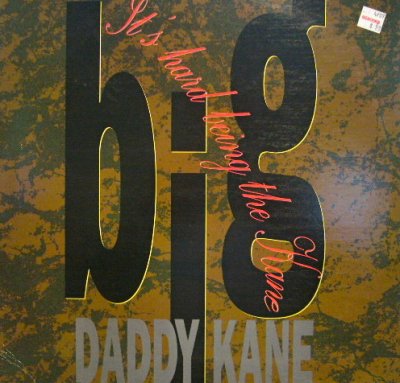 big
It's hard being the Kane
DADDY KANE